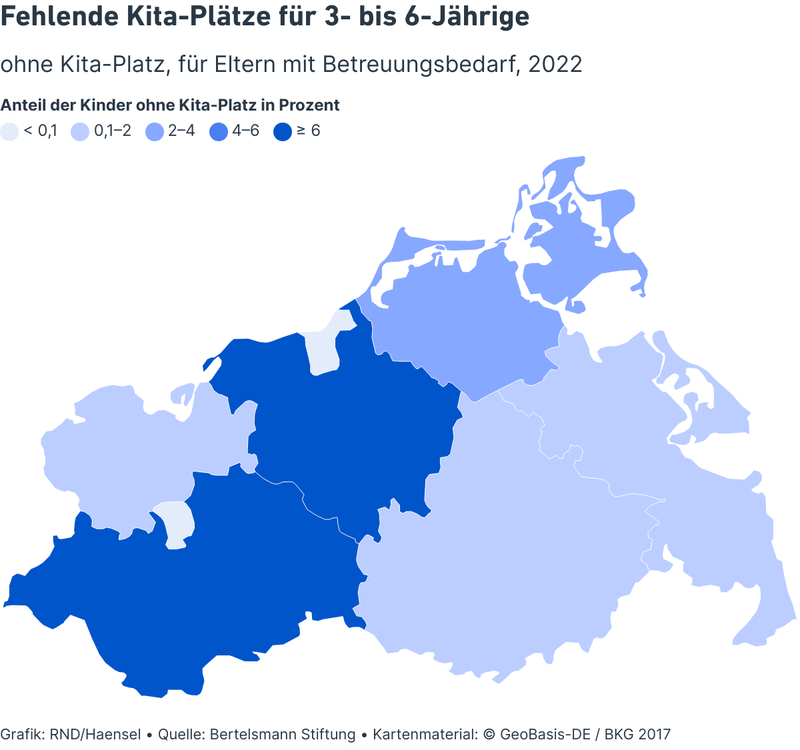 Fehlende Kita-Plätze für 3- bis 6-Jährige
ohne Kita-Platz, für Eltern mit Betreuungsbedarf, 2022
Anteil der Kinder ohne Kita-Platz in Prozent
< 0,1 0,1–2 2–4 4–6 ≥ 6
Grafik: RND/Haensel • Quelle: Bertelsmann Stiftung • Kartenmaterial: © GeoBasis-DE / BKG 2017